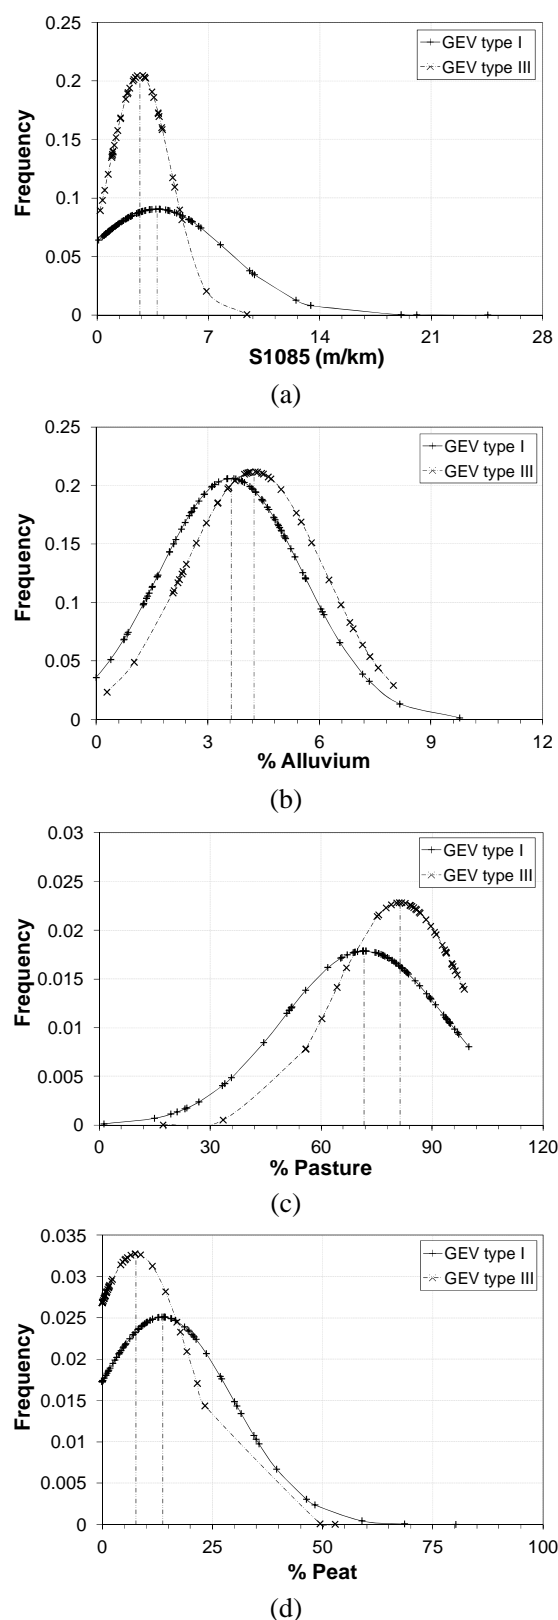 0.25
0.2
0.15
0.1
0.05
0
Frequency
GEV type I
GEV type III
0 7 14 21 28
S1085 (m/km)
(a)
0.25
0.2
0.15
0.1
0.05
0
Frequency
GEV type I
GEV type III
0 3 6 9 12
% Alluvium
(b)
0.03
0.025
0.02
0.015
0.01
0.005
0
Frequency
GEV type I
GEV type III
0 30 60 90 120
% Pasture
(c)
0.035
0.03
0.025
0.02
0.015
0.01
0.005
0
Frequency
GEV type I
GEV type III
0 25 50 75 100
% Peat
(d)